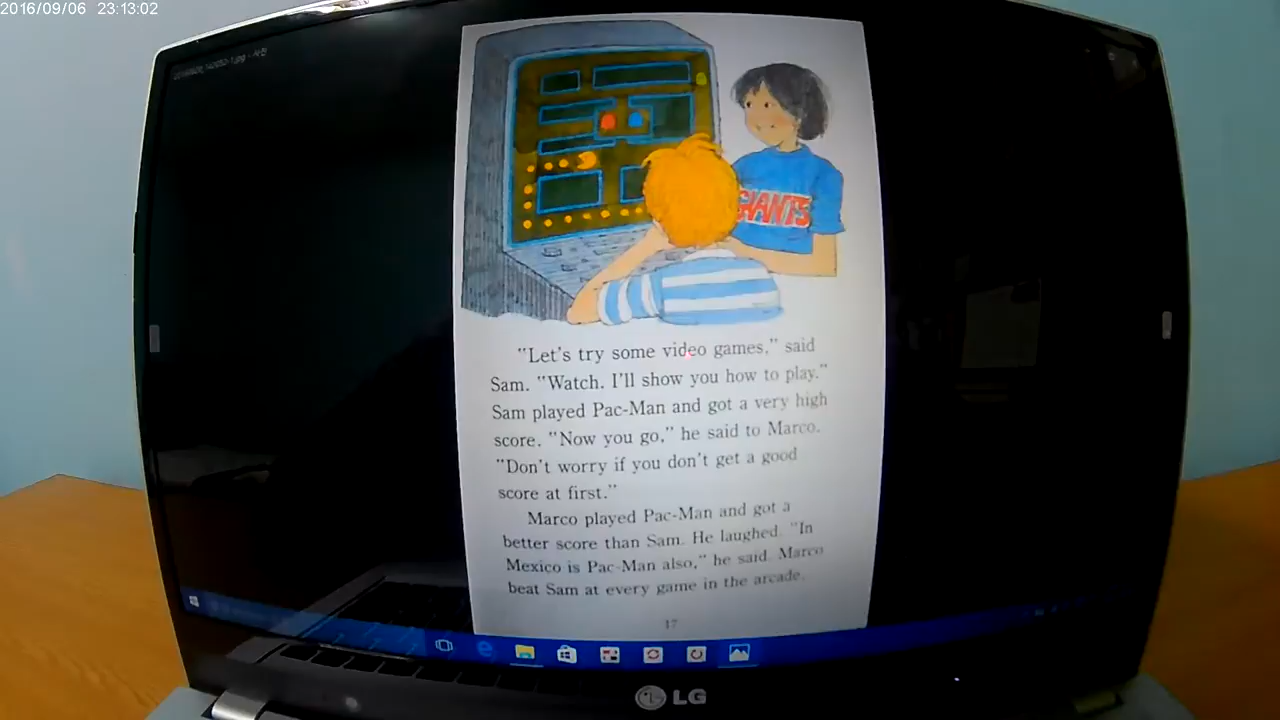 2016/09/06 23:13:02
GIANTS
"Let's try some video games," said
Sam. "Watch. I'll show you how to play."
Sam played Pac-Man and got a very high
score. "Now you go," he said to Marco.
"Don't worry if you don't get a good
score at first."
Marco played Pac-Man and got a
better score than Sam. He laughed. "In
Mexico is Pac-Man also," he said. Marco
beat Sam at every game in the arcade.
17
LG